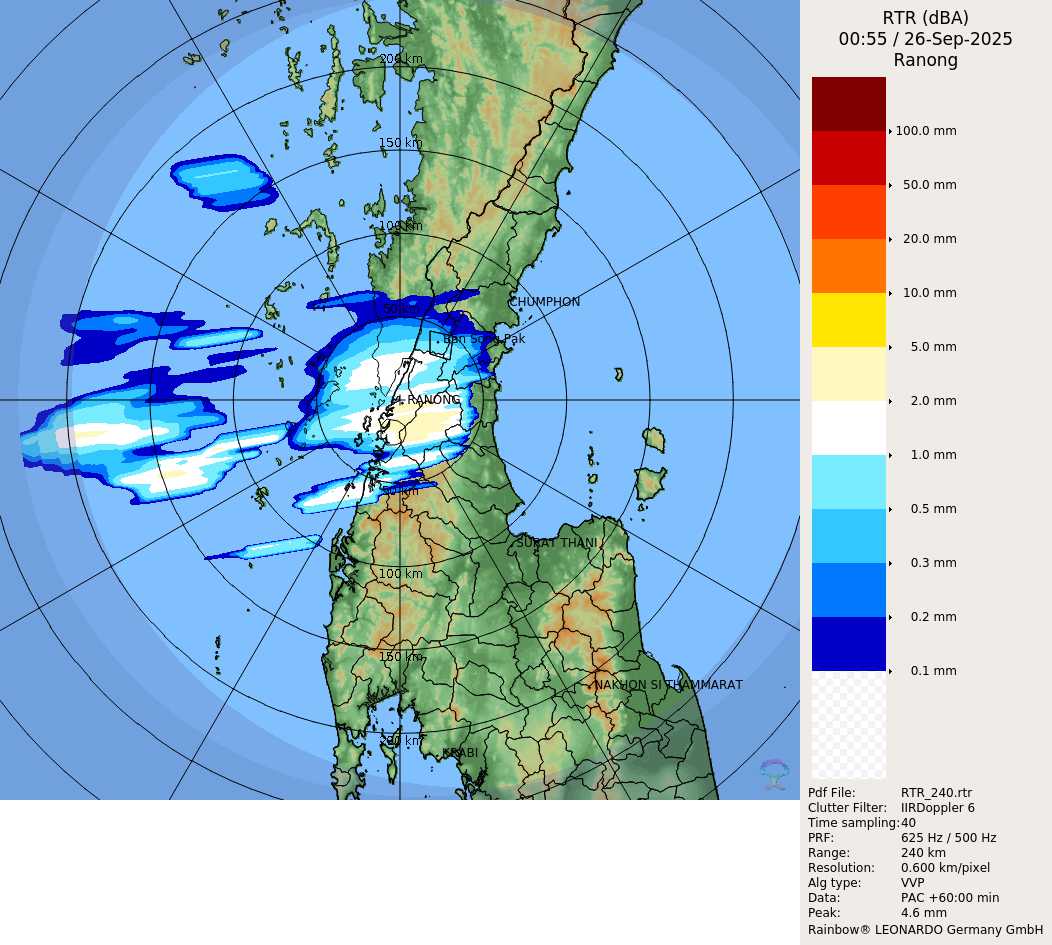 RTR (dBA)
00:55 / 26-Sep-2025
Ranong
100.0 mm
50.0 mm
20.0 mm
10.0 mm
5.0 mm
2.0 mm
1.0 mm
0.5 mm
0.3 mm
0.2 mm
0.1 mm
Pdf File: RTR_240.rtr
Clutter Filter: IIRDoppler 6
Time sampling: 40
PRF: 625 Hz / 500 Hz
Range: 240 km
Resolution: 0.600 km/pixel
Alg type: VVP
Data: PAC +60:00 min
Peak: 4.6 mm
Rainbow® LEONARDO Germany GmbH
200 km
150 km
100 km
50 km
CHUMPHON
Ban Song Pak
RANONG
50 km
SURAT THANI
100 km
150 km
NAKHON SI THAMMARAT
200 km
KRABI